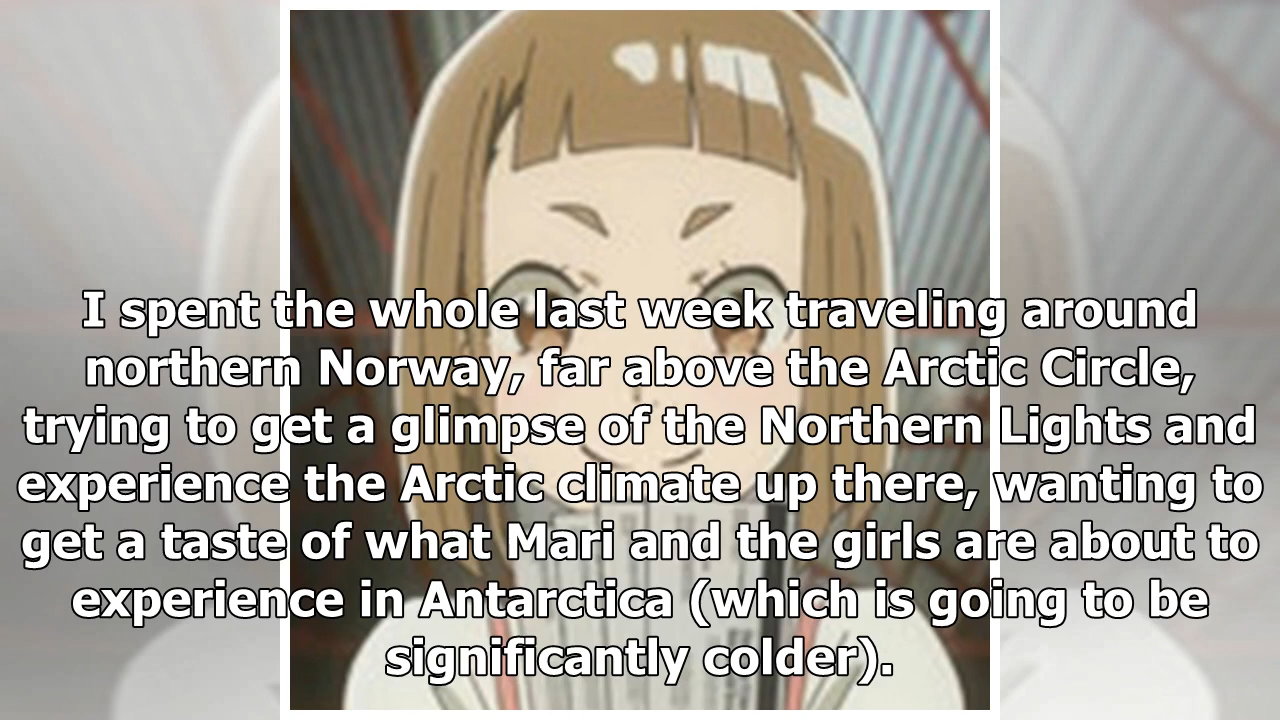 I spent the whole last week traveling around
northern Norway, far above the Arctic Circle,
trying to get a glimpse of the Northern Lights and
experience the Arctic climate up there, wanting to
get a taste of what Mari and the girls are about to
experience in Antarctica (which is going to be
significantly colder).